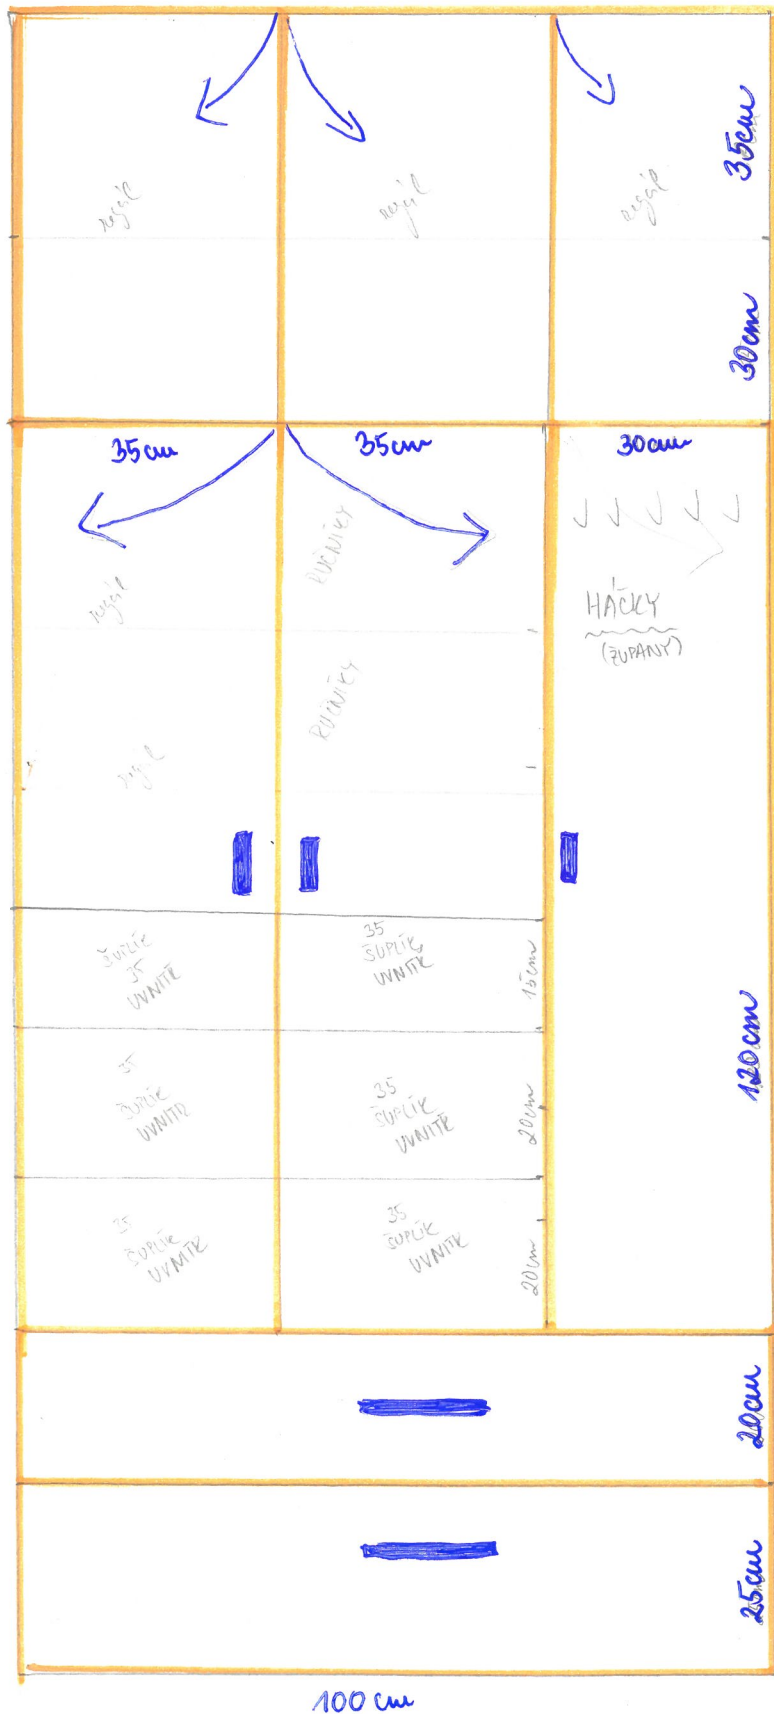 35cm
regál
regál
regál
30cm
35cm
35cm
30cm
RUČNÍKY
regál
HÁČKY
(ŽUPANY)
RUČNÍKY
regál
ŠUPLÍK
35
UVNITŘ
35
ŠUPLÍK
UVNITŘ
15cm
120cm
35
ŠUPLÍK
UVNITŘ
35
ŠUPLÍK
UVNITŘ
20cm
35
ŠUPLÍK
UVNITŘ
35
ŠUPLÍK
UVNITŘ
20cm
20cm
25cm
100 cm